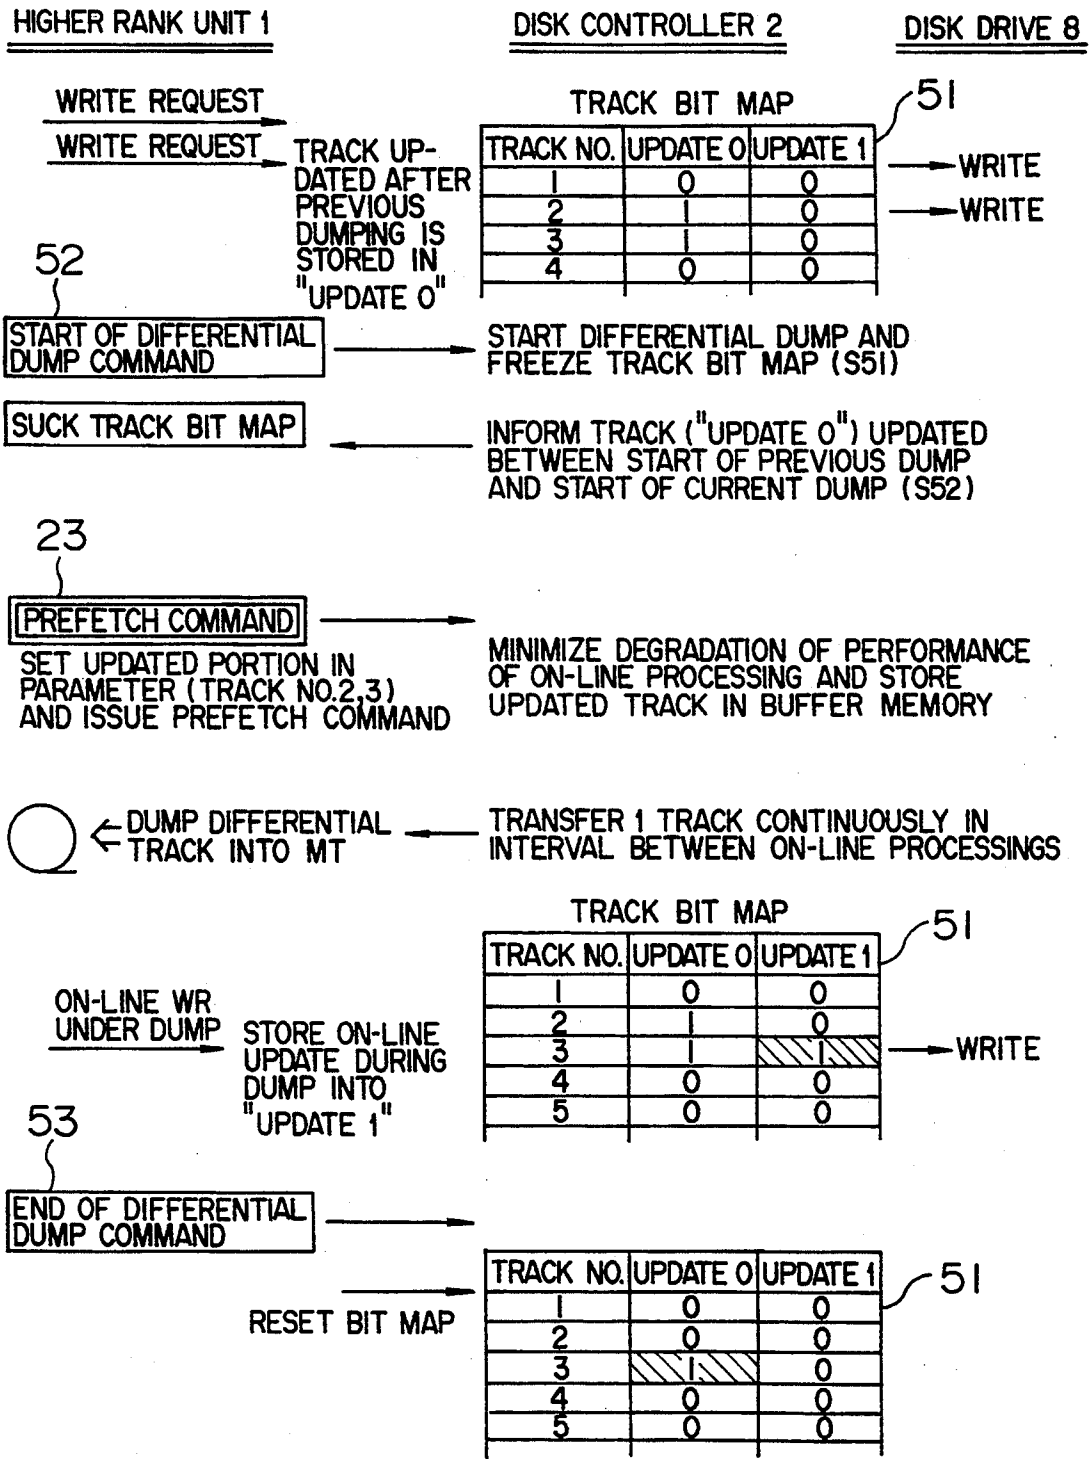 HIGHER RANK UNIT 1
DISK CONTROLLER 2
DISK DRIVE 8
WRITE REQUEST
WRITE REQUEST
TRACK UP-
DATED AFTER
PREVIOUS
DUMPING IS
STORED IN
"UPDATE 0"
TRACK BIT MAP
51
TRACK NO. UPDATE 0 UPDATE 1
1 0 0
2 1 0
3 1 0
4 0 0
WRITE
WRITE
52
START OF DIFFERENTIAL
DUMP COMMAND
START DIFFERENTIAL DUMP AND
FREEZE TRACK BIT MAP (S51)
SUCK TRACK BIT MAP
INFORM TRACK ("UPDATE 0") UPDATED
BETWEEN START OF PREVIOUS DUMP
AND START OF CURRENT DUMP (S52)
23
PREFETCH COMMAND
SET UPDATED PORTION IN
PARAMETER (TRACK NO.2,3)
AND ISSUE PREFETCH COMMAND
MINIMIZE DEGRADATION OF PERFORMANCE
OF ON-LINE PROCESSING AND STORE
UPDATED TRACK IN BUFFER MEMORY
DUMP DIFFERENTIAL
TRACK INTO MT
TRANSFER 1 TRACK CONTINUOUSLY IN
INTERVAL BETWEEN ON-LINE PROCESSINGS
TRACK BIT MAP
51
TRACK NO. UPDATE 0 UPDATE 1
1 0 0
2 1 0
3 1 1
4 0 0
5 0 0
ON-LINE WR
UNDER DUMP
STORE ON-LINE
UPDATE DURING
DUMP INTO
"UPDATE 1"
WRITE
53
END OF DIFFERENTIAL
DUMP COMMAND
RESET BIT MAP
51
TRACK NO. UPDATE 0 UPDATE 1
1 0 0
2 0 0
3 1 0
4 0 0
5 0 0